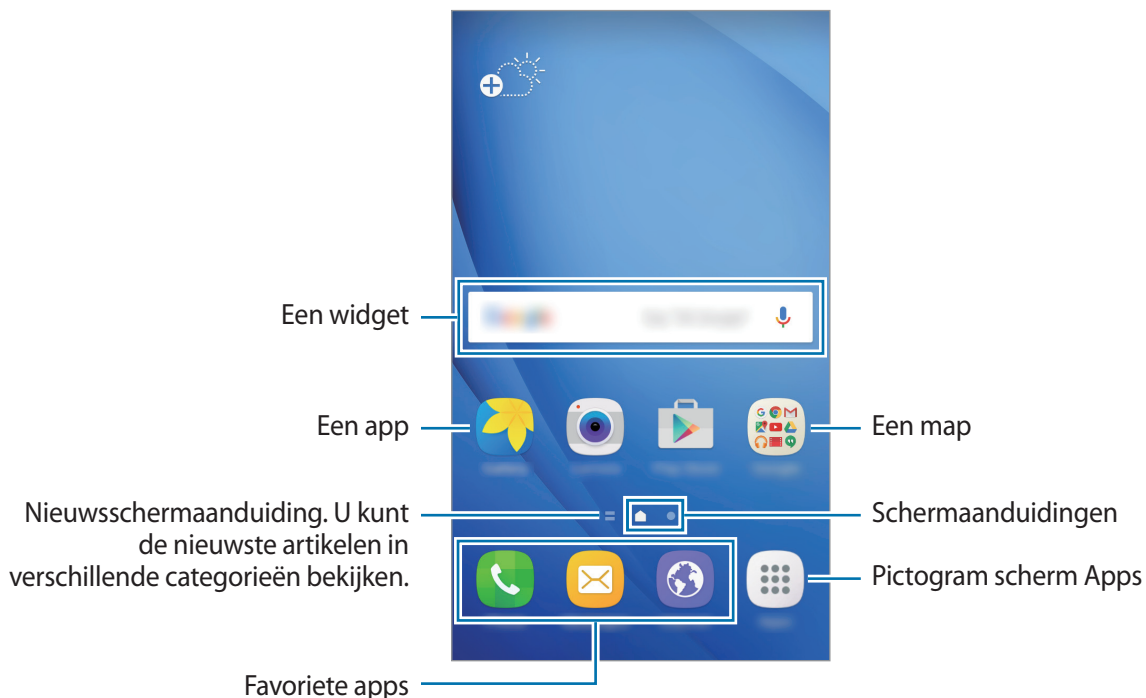 Een widget
Een app
Een map
Nieuwsschermaanduiding. U kunt
de nieuwste artikelen in
verschillende categorieën bekijken.
Schermaanduidingen
Pictogram scherm Apps
Favoriete apps